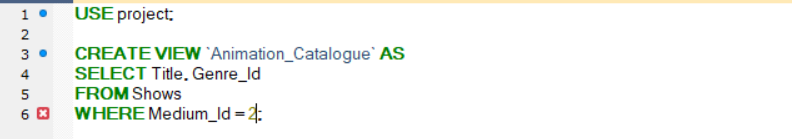 1 USE project;
2
3 CREATE VIEW `Animation_Catalogue` AS
4 SELECT Title, Genre_Id
5 FROM Shows
6 WHERE Medium_Id = 2;